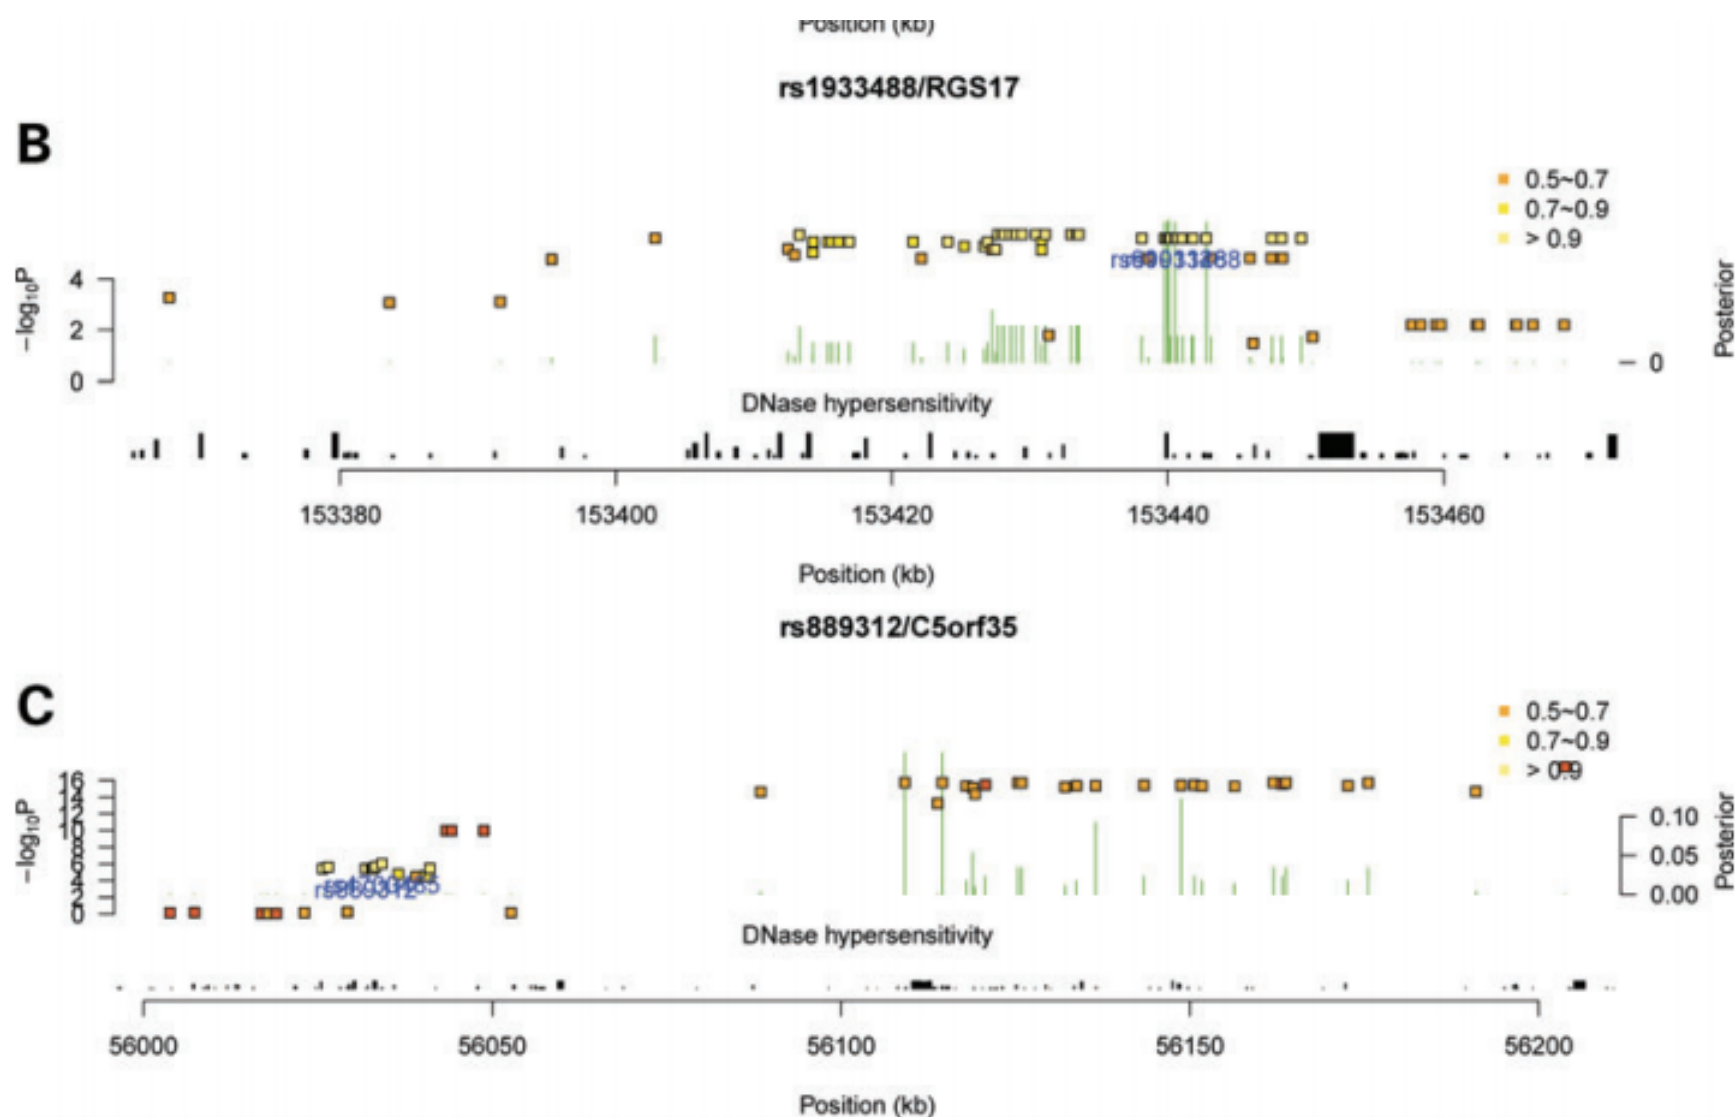 Position (kb)
rs1933488/RGS17
B
0.5~0.7
0.7~0.9
> 0.9
−log10P
4
2
0
Posterior
0
DNase hypersensitivity
153380 153400 153420 153440 153460
Position (kb)
rs889312/C5orf35
C
0.5~0.7
0.7~0.9
> 0.9
−log10P
16
12
10
8
6
4
2
0
rs889312
Posterior
0.10
0.05
0.00
DNase hypersensitivity
56000 56050 56100 56150 56200
Position (kb)